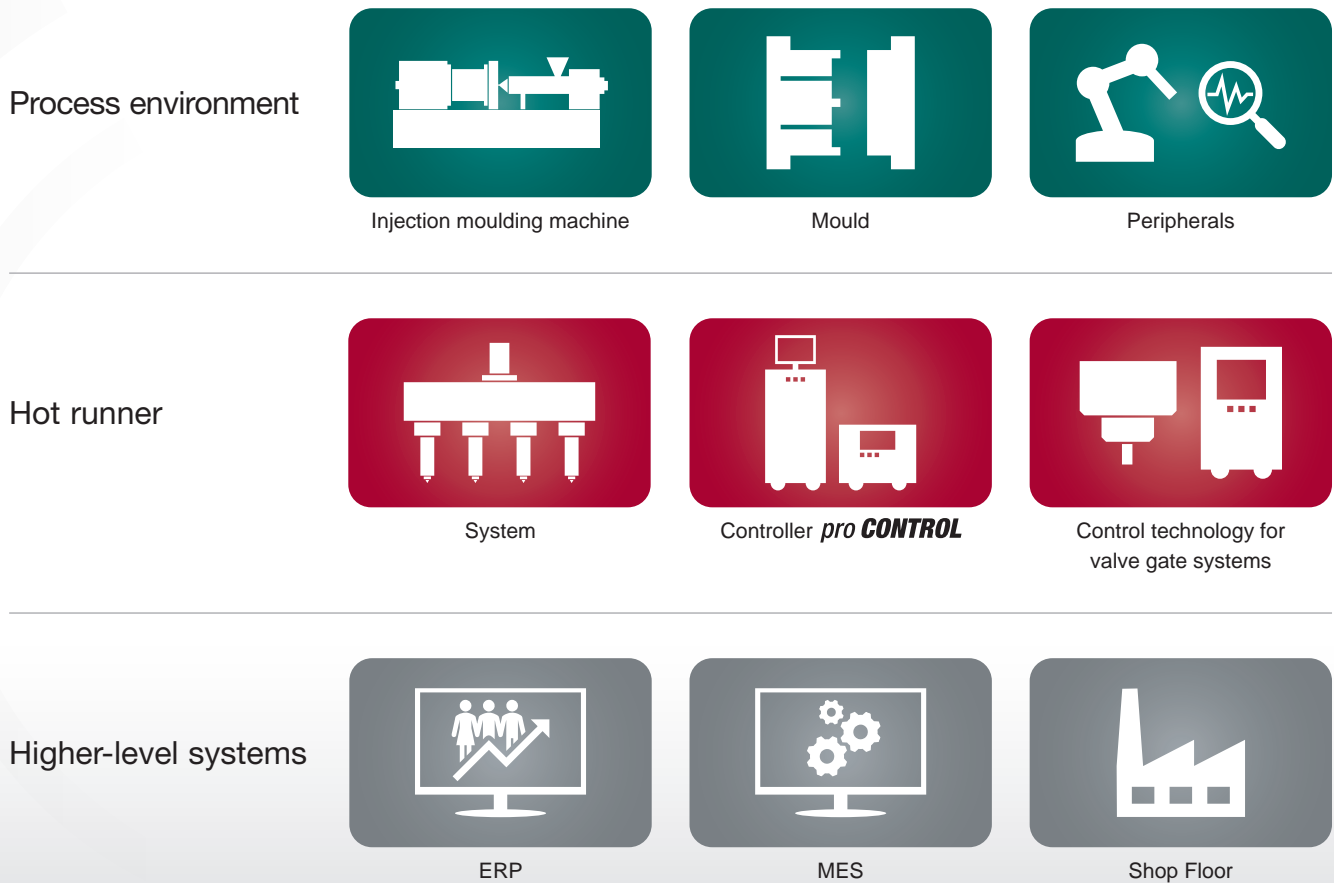 Process environment
Injection moulding machine
Mould
Peripherals
Hot runner
System
Controller pro CONTROL
Control technology for
valve gate systems
Higher-level systems
ERP
MES
Shop Floor